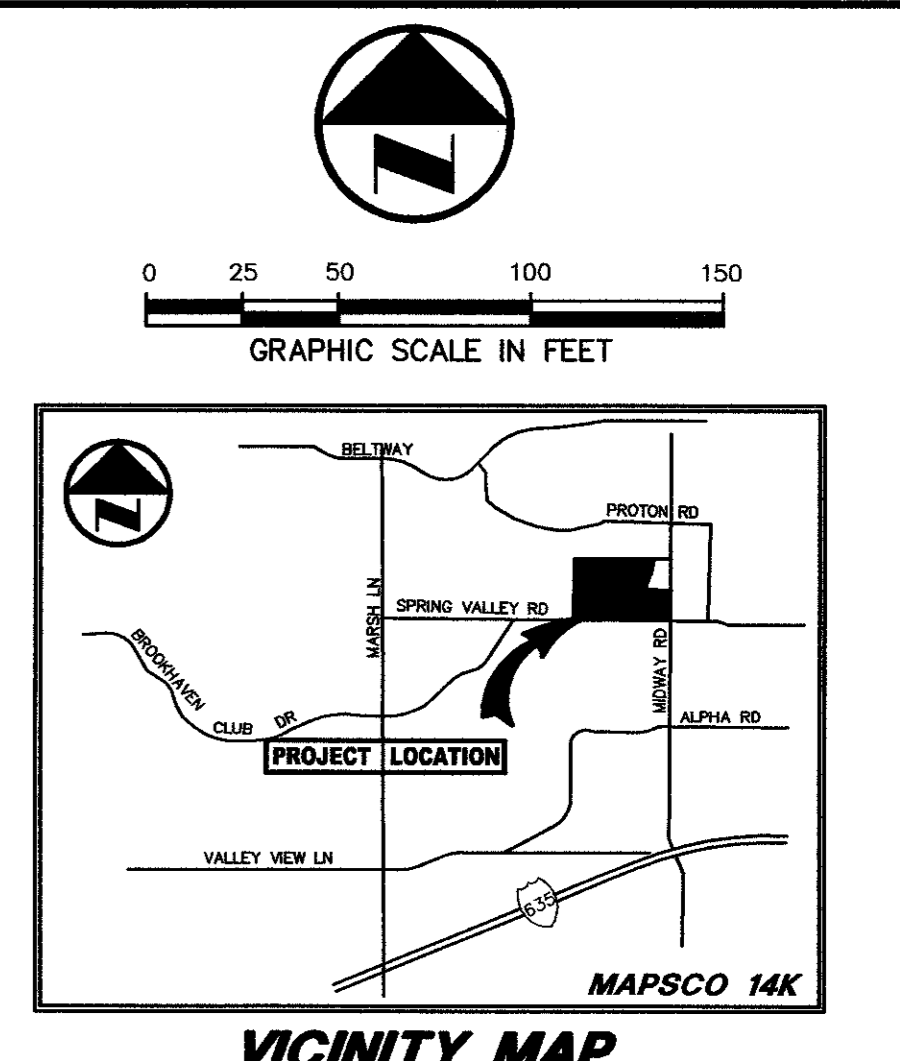 N
0 25 50 100 150
GRAPHIC SCALE IN FEET
N
BELTWAY
PROTON RD
MARSH LN
SPRING VALLEY RD
MIDWAY RD
BROOKHAVEN
CLUB DR
ALPHA RD
PROJECT LOCATION
VALLEY VIEW LN
635
MAPSCO 14K
VICINITY MAP